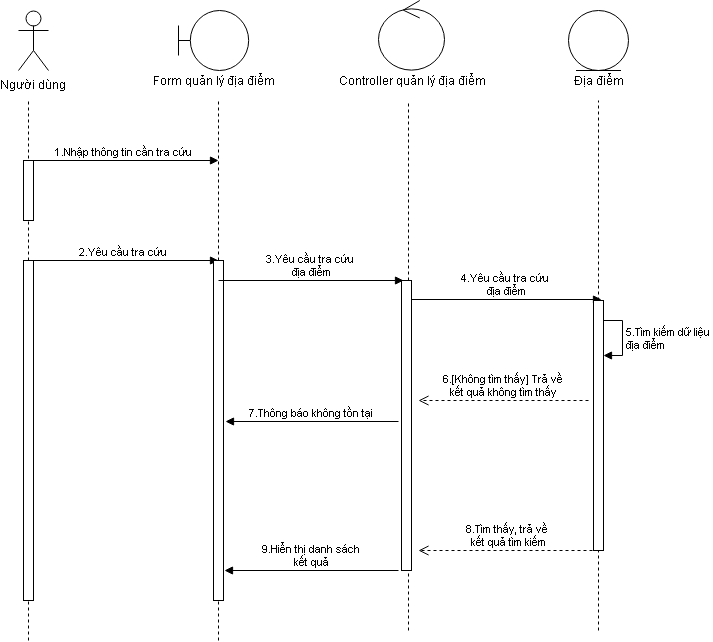 Người dùng
Form quản lý địa điểm
Controller quản lý địa điểm
Địa điểm
1.Nhập thông tin cần tra cứu
2.Yêu cầu tra cứu
3.Yêu cầu tra cứu
địa điểm
4.Yêu cầu tra cứu
địa điểm
5.Tìm kiếm dữ liệu
địa điểm
6.[Không tìm thấy] Trả về
kết quả không tìm thấy
7.Thông báo không tồn tại
8.Tìm thấy, trả về
kết quả tìm kiếm
9.Hiển thị danh sách
kết quả